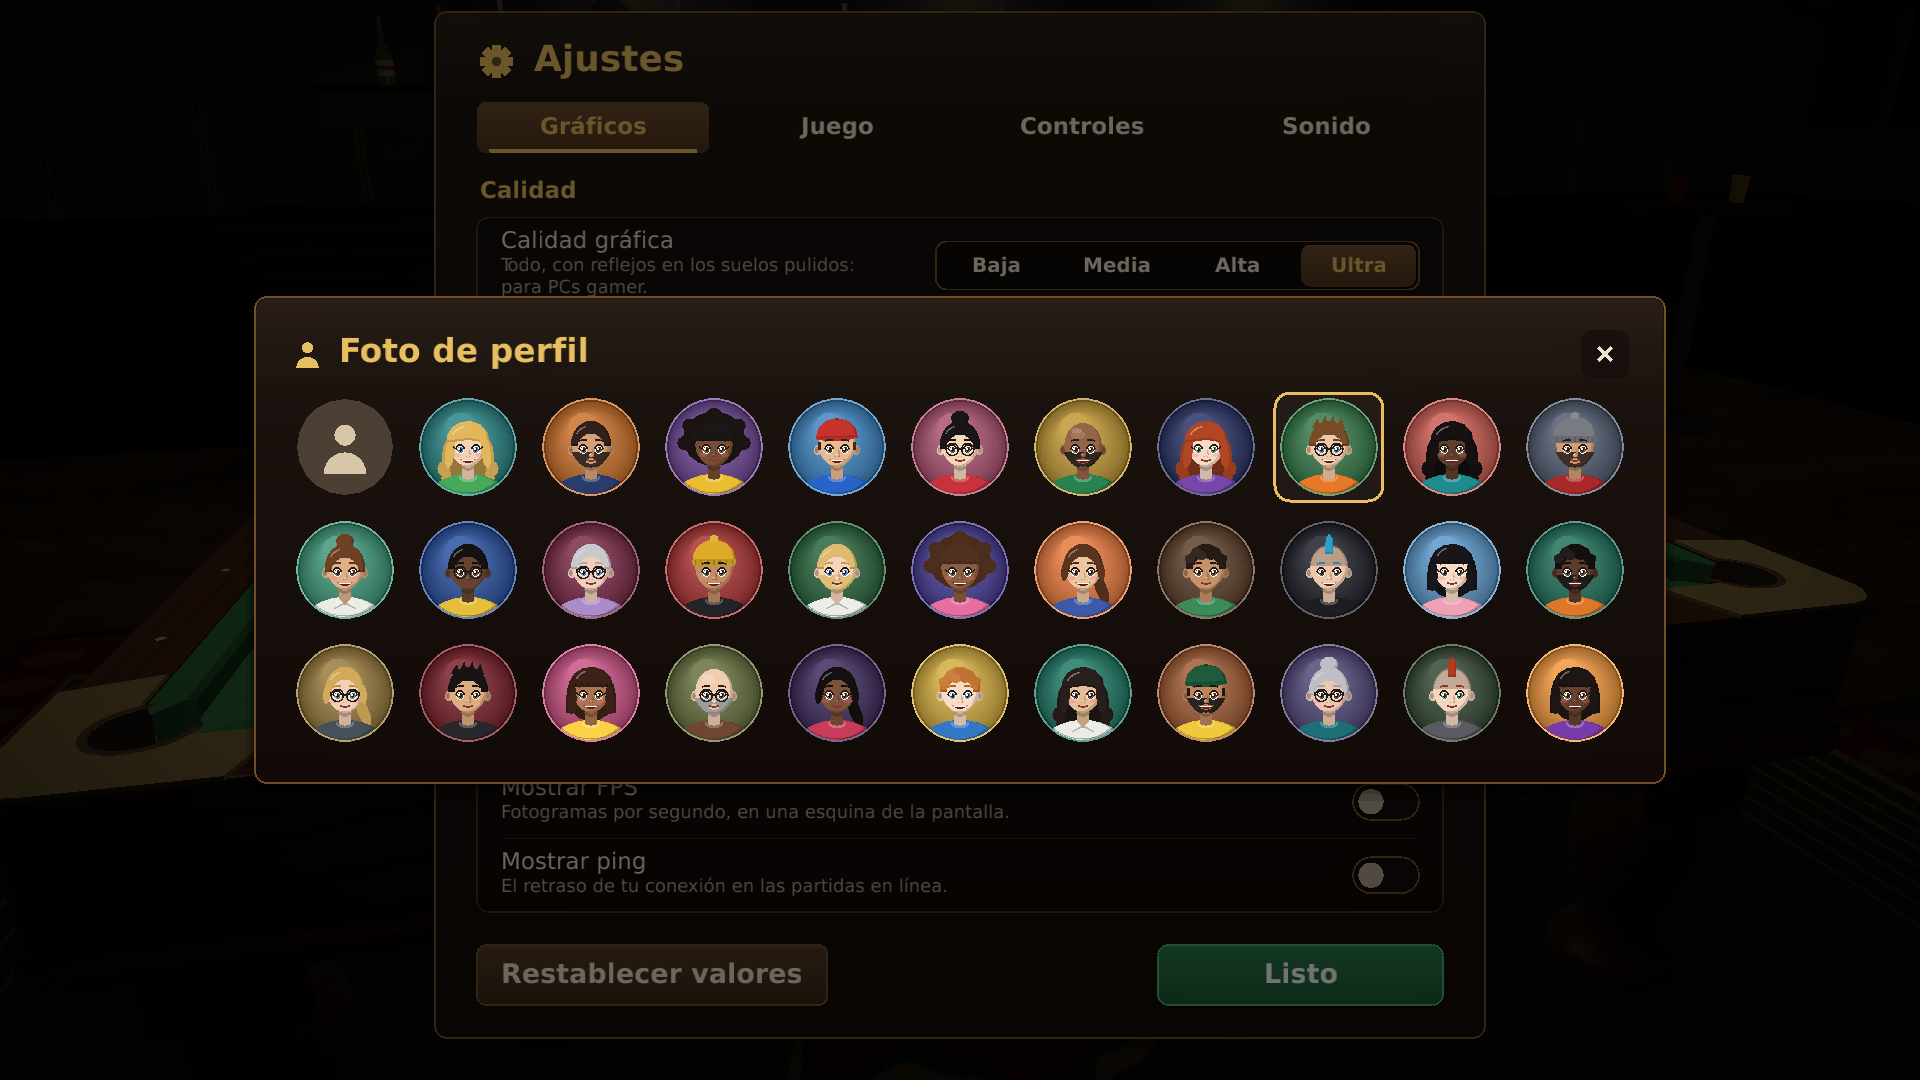 Ajustes
Gráficos
Juego
Controles
Sonido
Calidad
Calidad gráfica
Todo, con reflejos en los suelos pulidos:
para PCs gamer.
Baja
Media
Alta
Ultra
Foto de perfil
×
Mostrar FPS
Fotogramas por segundo, en una esquina de la pantalla.
Mostrar ping
El retraso de tu conexión en las partidas en línea.
Restablecer valores
Listo